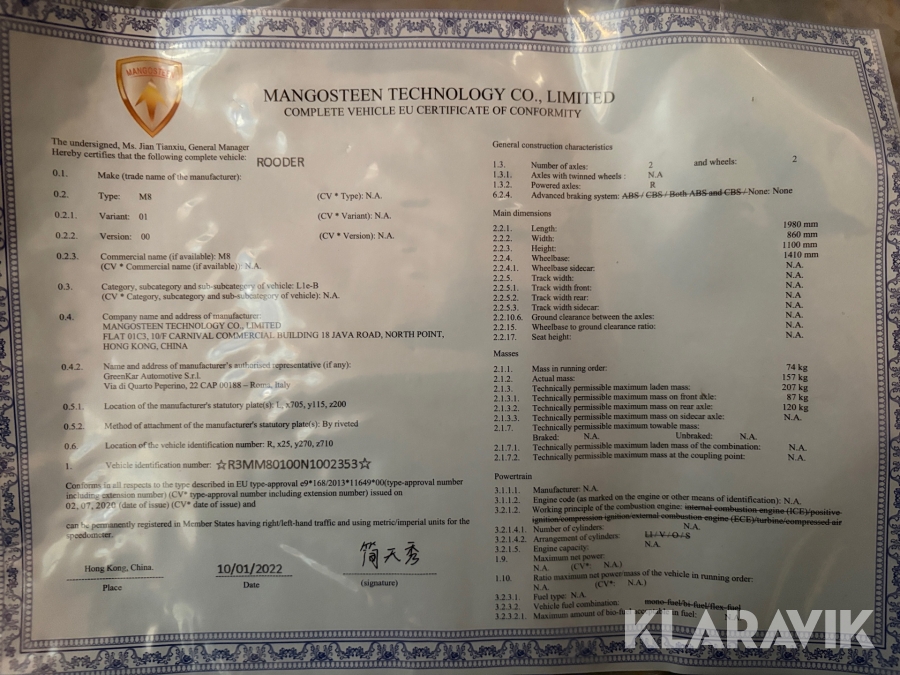 MANGOSTEEN
MANGOSTEEN TECHNOLOGY CO., LIMITED
COMPLETE VEHICLE EU CERTIFICATE OF CONFORMITY
The undersigned, Ms. Jian Tianxiu, General Manager
Hereby certifies that the following complete vehicle: ROODER
0.1. Make (trade name of the manufacturer):
0.2. Type: M8 (CV * Type): N.A.
0.2.1. Variant: 01 (CV * Variant): N.A.
0.2.2. Version: 00 (CV * Version): N.A.
0.2.3. Commercial name (if available): M8
(CV * Commercial name (if available)): N.A.
0.3. Category, subcategory and sub-subcategory of vehicle: L1e-B
(CV * Category, subcategory and sub-subcategory of vehicle): N.A.
0.4. Company name and address of manufacturer:
MANGOSTEEN TECHNOLOGY CO., LIMITED
FLAT 01C3, 10/F CARNIVAL COMMERCIAL BUILDING 18 JAVA ROAD, NORTH POINT,
HONG KONG, CHINA
0.4.2. Name and address of manufacturer's authorised representative (if any):
GreenKar Automotive S.r.l.
Via di Quarto Peperino, 22 CAP 00188 – Roma, Italy
0.5.1. Location of the manufacturer's statutory plate(s): L, x705, y115, z200
0.5.2. Method of attachment of the manufacturer's statutory plate(s): By riveted
0.6. Location of the vehicle identification number: R, x25, y270, z710
1. Vehicle identification number: ☆R3MM80100N1002353☆
Conforms in all respects to the type described in EU type-approval e9*168/2013*11649*00(type-approval number
including extension number) (CV* type-approval number including extension number) issued on
02, 07, 2020 (date of issue) (CV* date of issue) and
can be permanently registered in Member States having right/left-hand traffic and using metric/imperial units for the
speedometer.
Hong Kong, China. 10/01/2022 简天秀
Place Date (signature)
General construction characteristics
1.3. Number of axles: 2 and wheels: 2
1.3.1. Axles with twinned wheels : N.A
1.3.2. Powered axles: R
6.2.4. Advanced braking system: ABS / CBS / Both ABS and CBS / None: None
Main dimensions
2.2.1. Length: 1980 mm
2.2.2. Width: 860 mm
2.2.3. Height: 1100 mm
2.2.4. Wheelbase: 1410 mm
2.2.4.1. Wheelbase sidecar: N.A.
2.2.5. Track width: N.A.
2.2.5.1. Track width front: N.A.
2.2.5.2. Track width rear: N.A
2.2.5.3. Track width sidecar: N.A.
2.2.10.6. Ground clearance between the axles: N.A.
2.2.15. Wheelbase to ground clearance ratio: N.A.
2.2.17. Seat height: N.A.
Masses
2.1.1. Mass in running order: 74 kg
2.1.2. Actual mass: 157 kg
2.1.3. Technically permissible maximum laden mass: 207 kg
2.1.3.1. Technically permissible maximum mass on front axle: 87 kg
2.1.3.2. Technically permissible maximum mass on rear axle: 120 kg
2.1.3.3. Technically permissible maximum mass on sidecar axle: N.A.
2.1.7. Technically permissible maximum towable mass:
Braked: N.A. Unbraked: N.A.
2.1.7.1. Technically permissible maximum laden mass of the combination: N.A.
2.1.7.2. Technically permissible maximum mass at the coupling point: N.A.
Powertrain
3.1.1.1. Manufacturer: N.A.
3.1.1.2. Engine code (as marked on the engine or other means of identification): N.A.
3.2.1.2. Working principle of the engine: internal combustion engine (ICE)/positive
ignition/compression ignition/external combustion engine (ECE)/turbine/compressed air
3.2.1.4.1. Number of cylinders: N.A.
3.2.1.4.2. Arrangement of cylinders: LI / V / O / S
3.2.1.5. Engine capacity: N.A.
1.9. Maximum net power:
N.A. (CV*: N.A.)
1.10. Ratio maximum net power/mass of the vehicle in running order:
N.A. (CV*: N.A.)
3.2.3.1. Fuel type: N.A.
3.2.3.2. Vehicle fuel combination: mono-fuel/bi-fuel/flex-fuel
3.2.3.2.1. Maximum amount of bio-fuel in fuel: N.A.
KLARAVIK